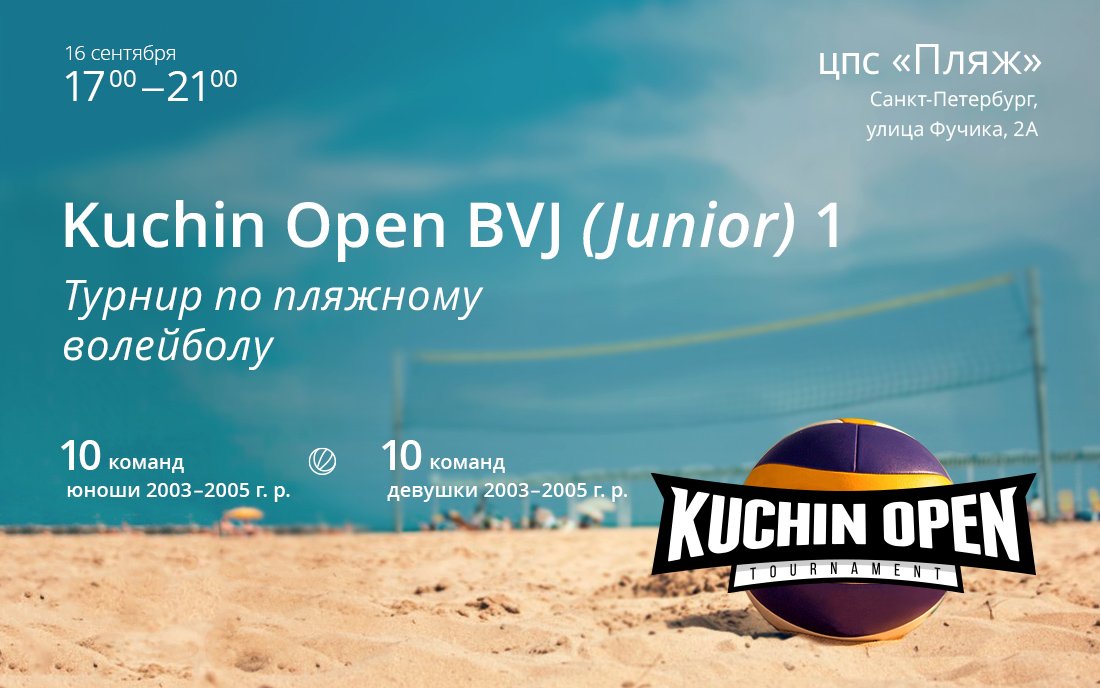 16 сентября
17⁰⁰–21⁰⁰
цпс «Пляж»
Санкт-Петербург,
улица Фучика, 2А
Kuchin Open BVJ (Junior) 1
Турнир по пляжному
волейболу
10 команд
юноши 2003–2005 г. р.
10 команд
девушки 2003–2005 г. р.
KUCHIN OPEN
TOURNAMENT